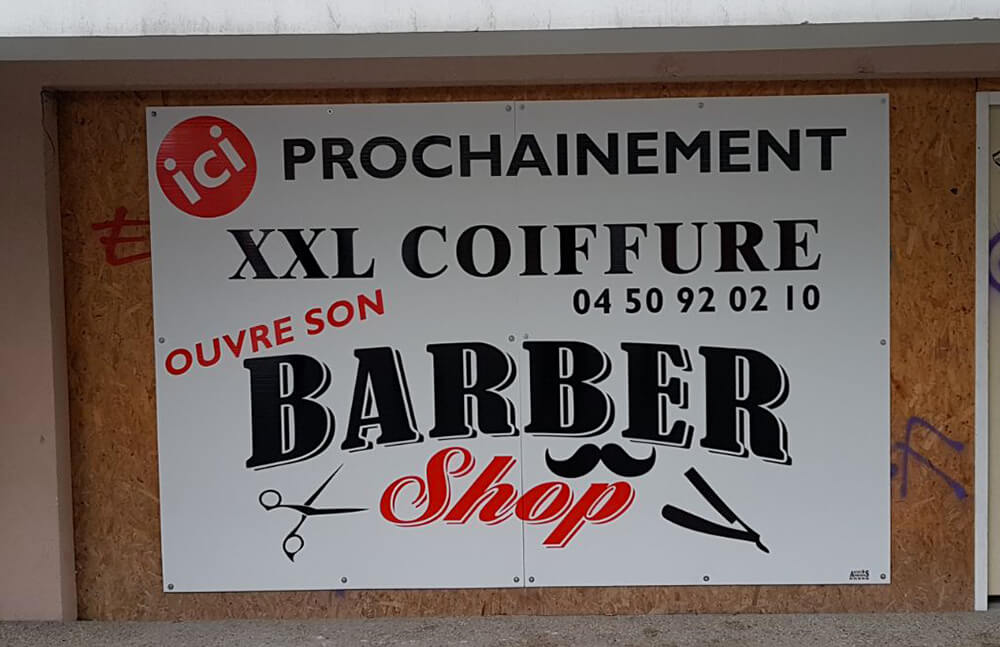 ici PROCHAINEMENT
XXL COIFFURE
04 50 92 02 10
OUVRE SON
BARBER
Shop